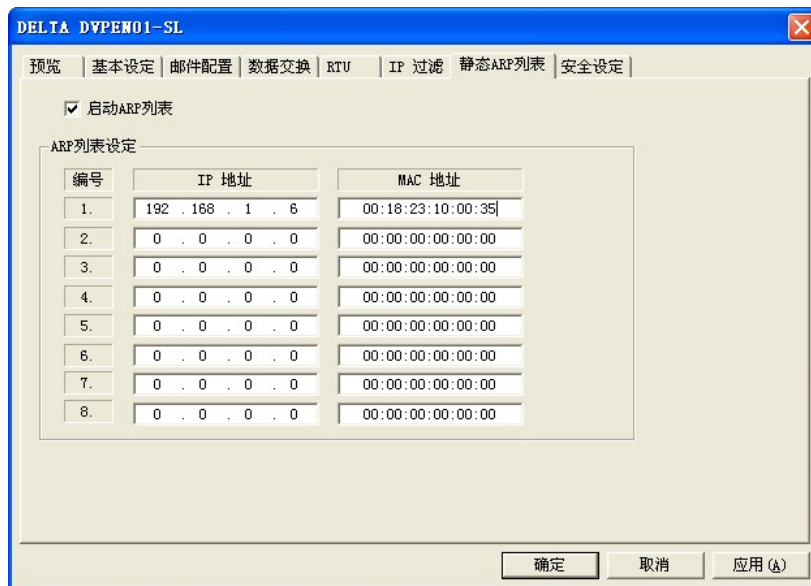 DELTA DVPEN01-SL
预览 基本设定 邮件配置 数据交换 RTU IP 过滤 静态ARP列表 安全设定
启动ARP列表
ARP列表设定
编号 IP 地址 MAC 地址
1. 192 . 168 . 1 . 6 00:18:23:10:00:35
2. 0 . 0 . 0 . 0 00:00:00:00:00:00
3. 0 . 0 . 0 . 0 00:00:00:00:00:00
4. 0 . 0 . 0 . 0 00:00:00:00:00:00
5. 0 . 0 . 0 . 0 00:00:00:00:00:00
6. 0 . 0 . 0 . 0 00:00:00:00:00:00
7. 0 . 0 . 0 . 0 00:00:00:00:00:00
8. 0 . 0 . 0 . 0 00:00:00:00:00:00
确定 取消 应用(A)